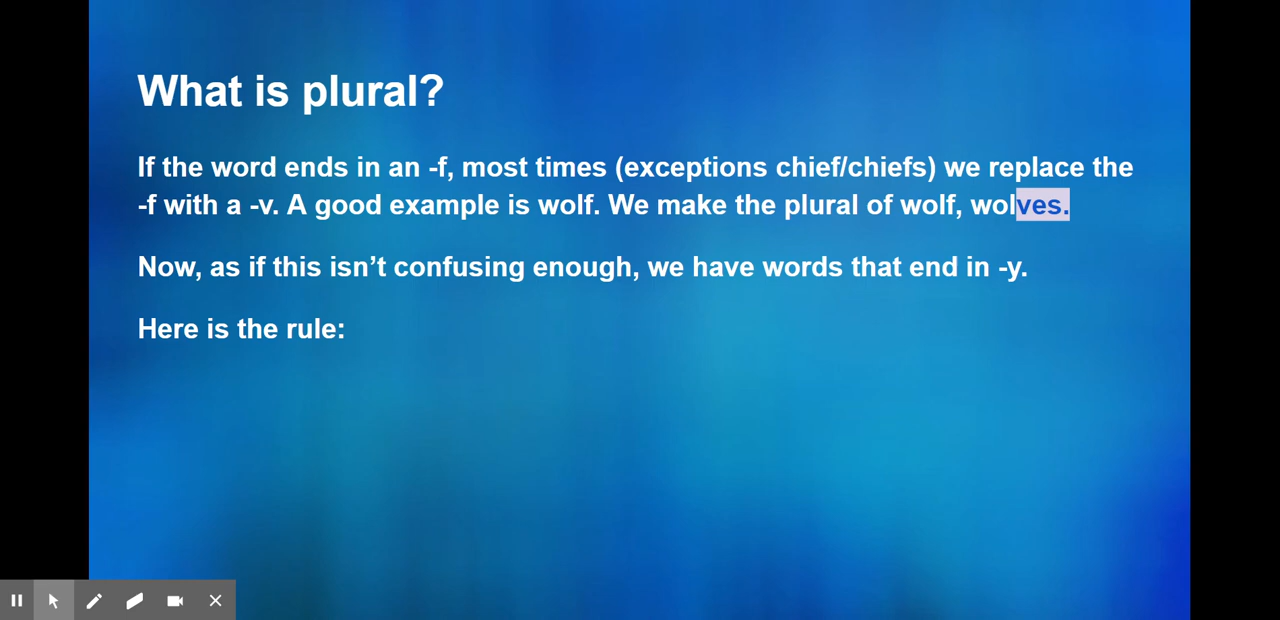 What is plural?
If the word ends in an -f, most times (exceptions chief/chiefs) we replace the
-f with a -v. A good example is wolf. We make the plural of wolf, wolves.
Now, as if this isn’t confusing enough, we have words that end in -y.
Here is the rule: